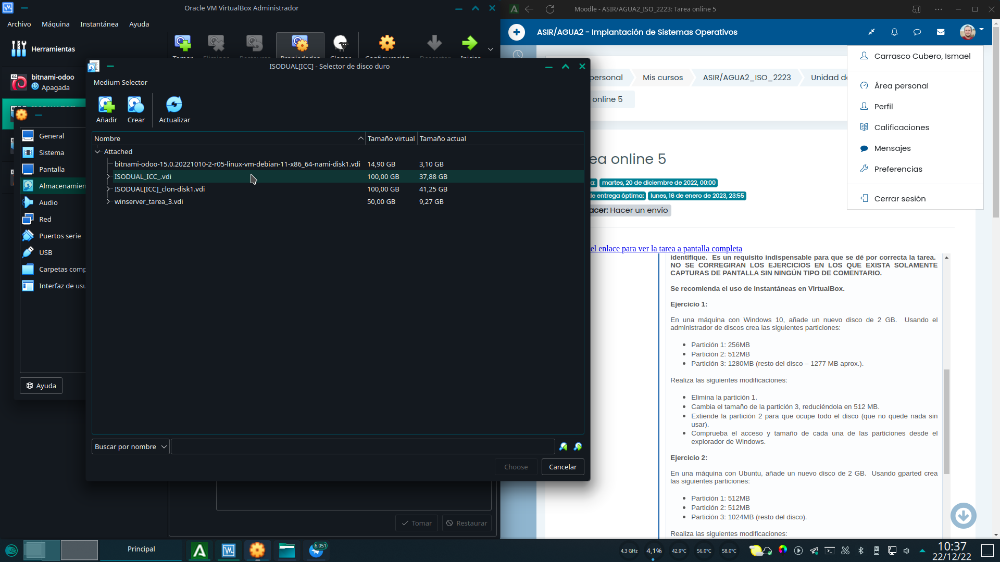 Oracle VM VirtualBox Administrador
Archivo
Máquina
Instantánea
Ayuda
Herramientas
64
bitnami-odoo
Apagada
ISODUAL[ICC] - Selector de disco duro
Medium Selector
Añadir
Crear
Actualizar
Nombre
Tamaño virtual
Tamaño actual
Attached
bitnami-odoo-15.0.20221010-2-r05-linux-vm-debian-11-x86_64-nami-disk1.vdi 14,90 GB 3,10 GB
ISODUAL_ICC_.vdi 100,00 GB 37,88 GB
ISODUAL[ICC]_clon-disk1.vdi 100,00 GB 41,25 GB
winserver_tarea_3.vdi 50,00 GB 9,27 GB
General
Sistema
Pantalla
Almacenamien
Audio
Red
Puertos serie
USB
Carpetas comp
Interfaz de usu
Ayuda
Buscar por nombre
Choose
Cancelar
Tomar
Restaurar
Moodle - ASIR/AGUA2_ISO_2223: Tarea online 5
ASIR/AGUA2 - Implantación de Sistemas Operativos
personal
Mis cursos
ASIR/AGUA2_ISO_2223
Unidad de
online 5
Carrasco Cubero, Ismael
Área personal
Perfil
Calificaciones
Mensajes
Preferencias
Cerrar sesión
ea online 5
a: martes, 20 de diciembre de 2022, 00:00
de entrega óptima: lunes, 16 de enero de 2023, 23:55
acer: Hacer un envío
el enlace para ver la tarea a pantalla completa
identifique. Es un requisito indispensable para que se dé por correcta la tarea.
NO SE CORREGIRAN LOS EJERCICIOS EN LOS QUE EXISTA SOLAMENTE
CAPTURAS DE PANTALLA SIN NINGÚN TIPO DE COMENTARIO.
Se recomienda el uso de instantáneas en VirtualBox.
Ejercicio 1:
En una máquina con Windows 10, añade un nuevo disco de 2 GB. Usando el
administrador de discos crea las siguientes particiones:
Partición 1: 256MB
Partición 2: 512MB
Partición 3: 1280MB (resto del disco – 1277 MB aprox.).
Realiza las siguientes modificaciones:
Elimina la partición 1.
Cambia el tamaño de la partición 3, reduciéndola en 512 MB.
Extiende la partición 2 para que ocupe todo el disco (que no quede nada sin
usar).
Comprueba el acceso y tamaño de cada una de las particiones desde el
explorador de Windows.
Ejercicio 2:
En una máquina con Ubuntu, añade un nuevo disco de 2 GB. Usando gparted crea
las siguientes particiones:
Partición 1: 512MB
Partición 2: 512MB
Partición 3: 1024MB (resto del disco).
Realiza las siguientes modificaciones:
Principal
6.051
4,3 GHz
4,1%
42,9°C
56,0°C
58,0°C
10:37
22/12/22